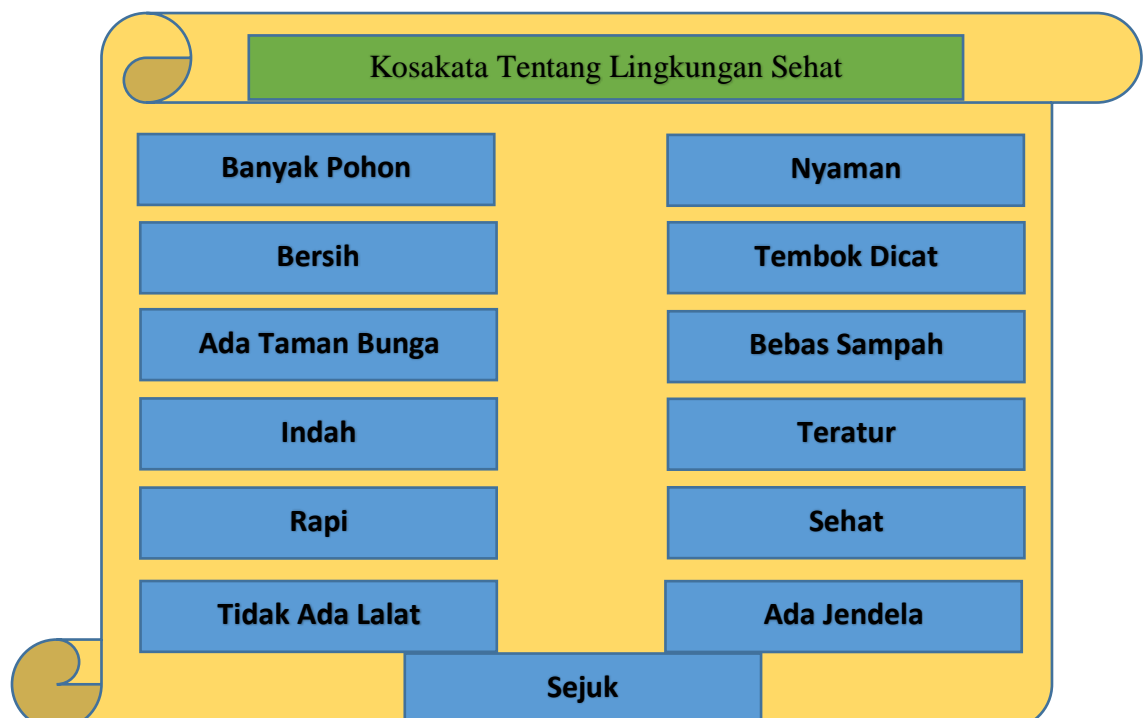 Kosakata Tentang Lingkungan Sehat
Banyak Pohon
Nyaman
Bersih
Tembok Dicat
Ada Taman Bunga
Bebas Sampah
Indah
Teratur
Rapi
Sehat
Tidak Ada Lalat
Ada Jendela
Sejuk